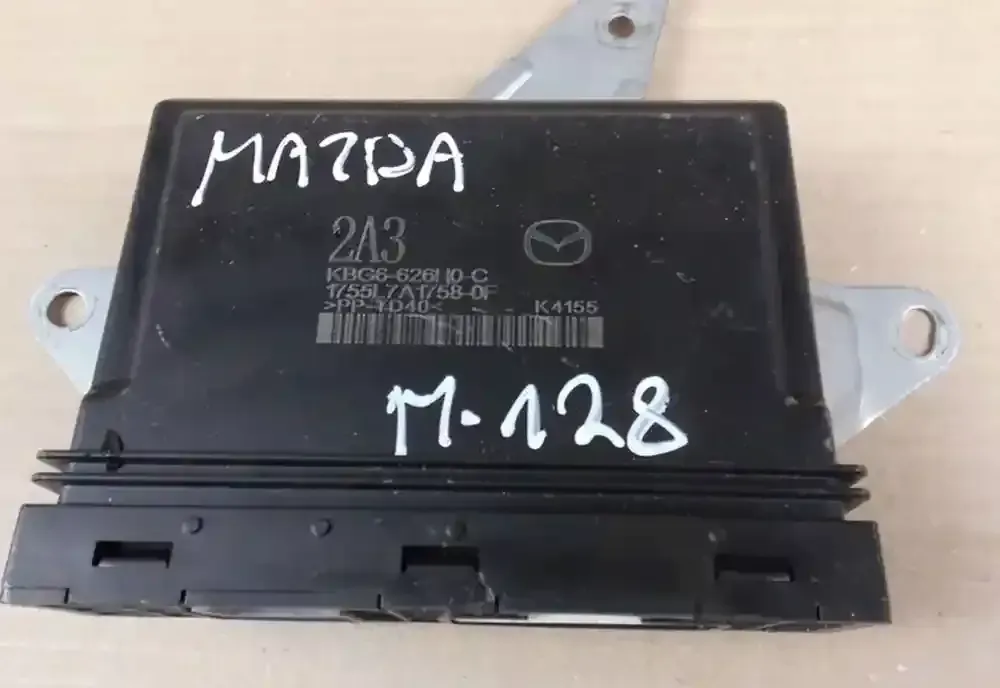 MAZDA
2A3
KBG6-626H0-C
1755L7A1758-0F
>PP-TD40< K4155
M-128